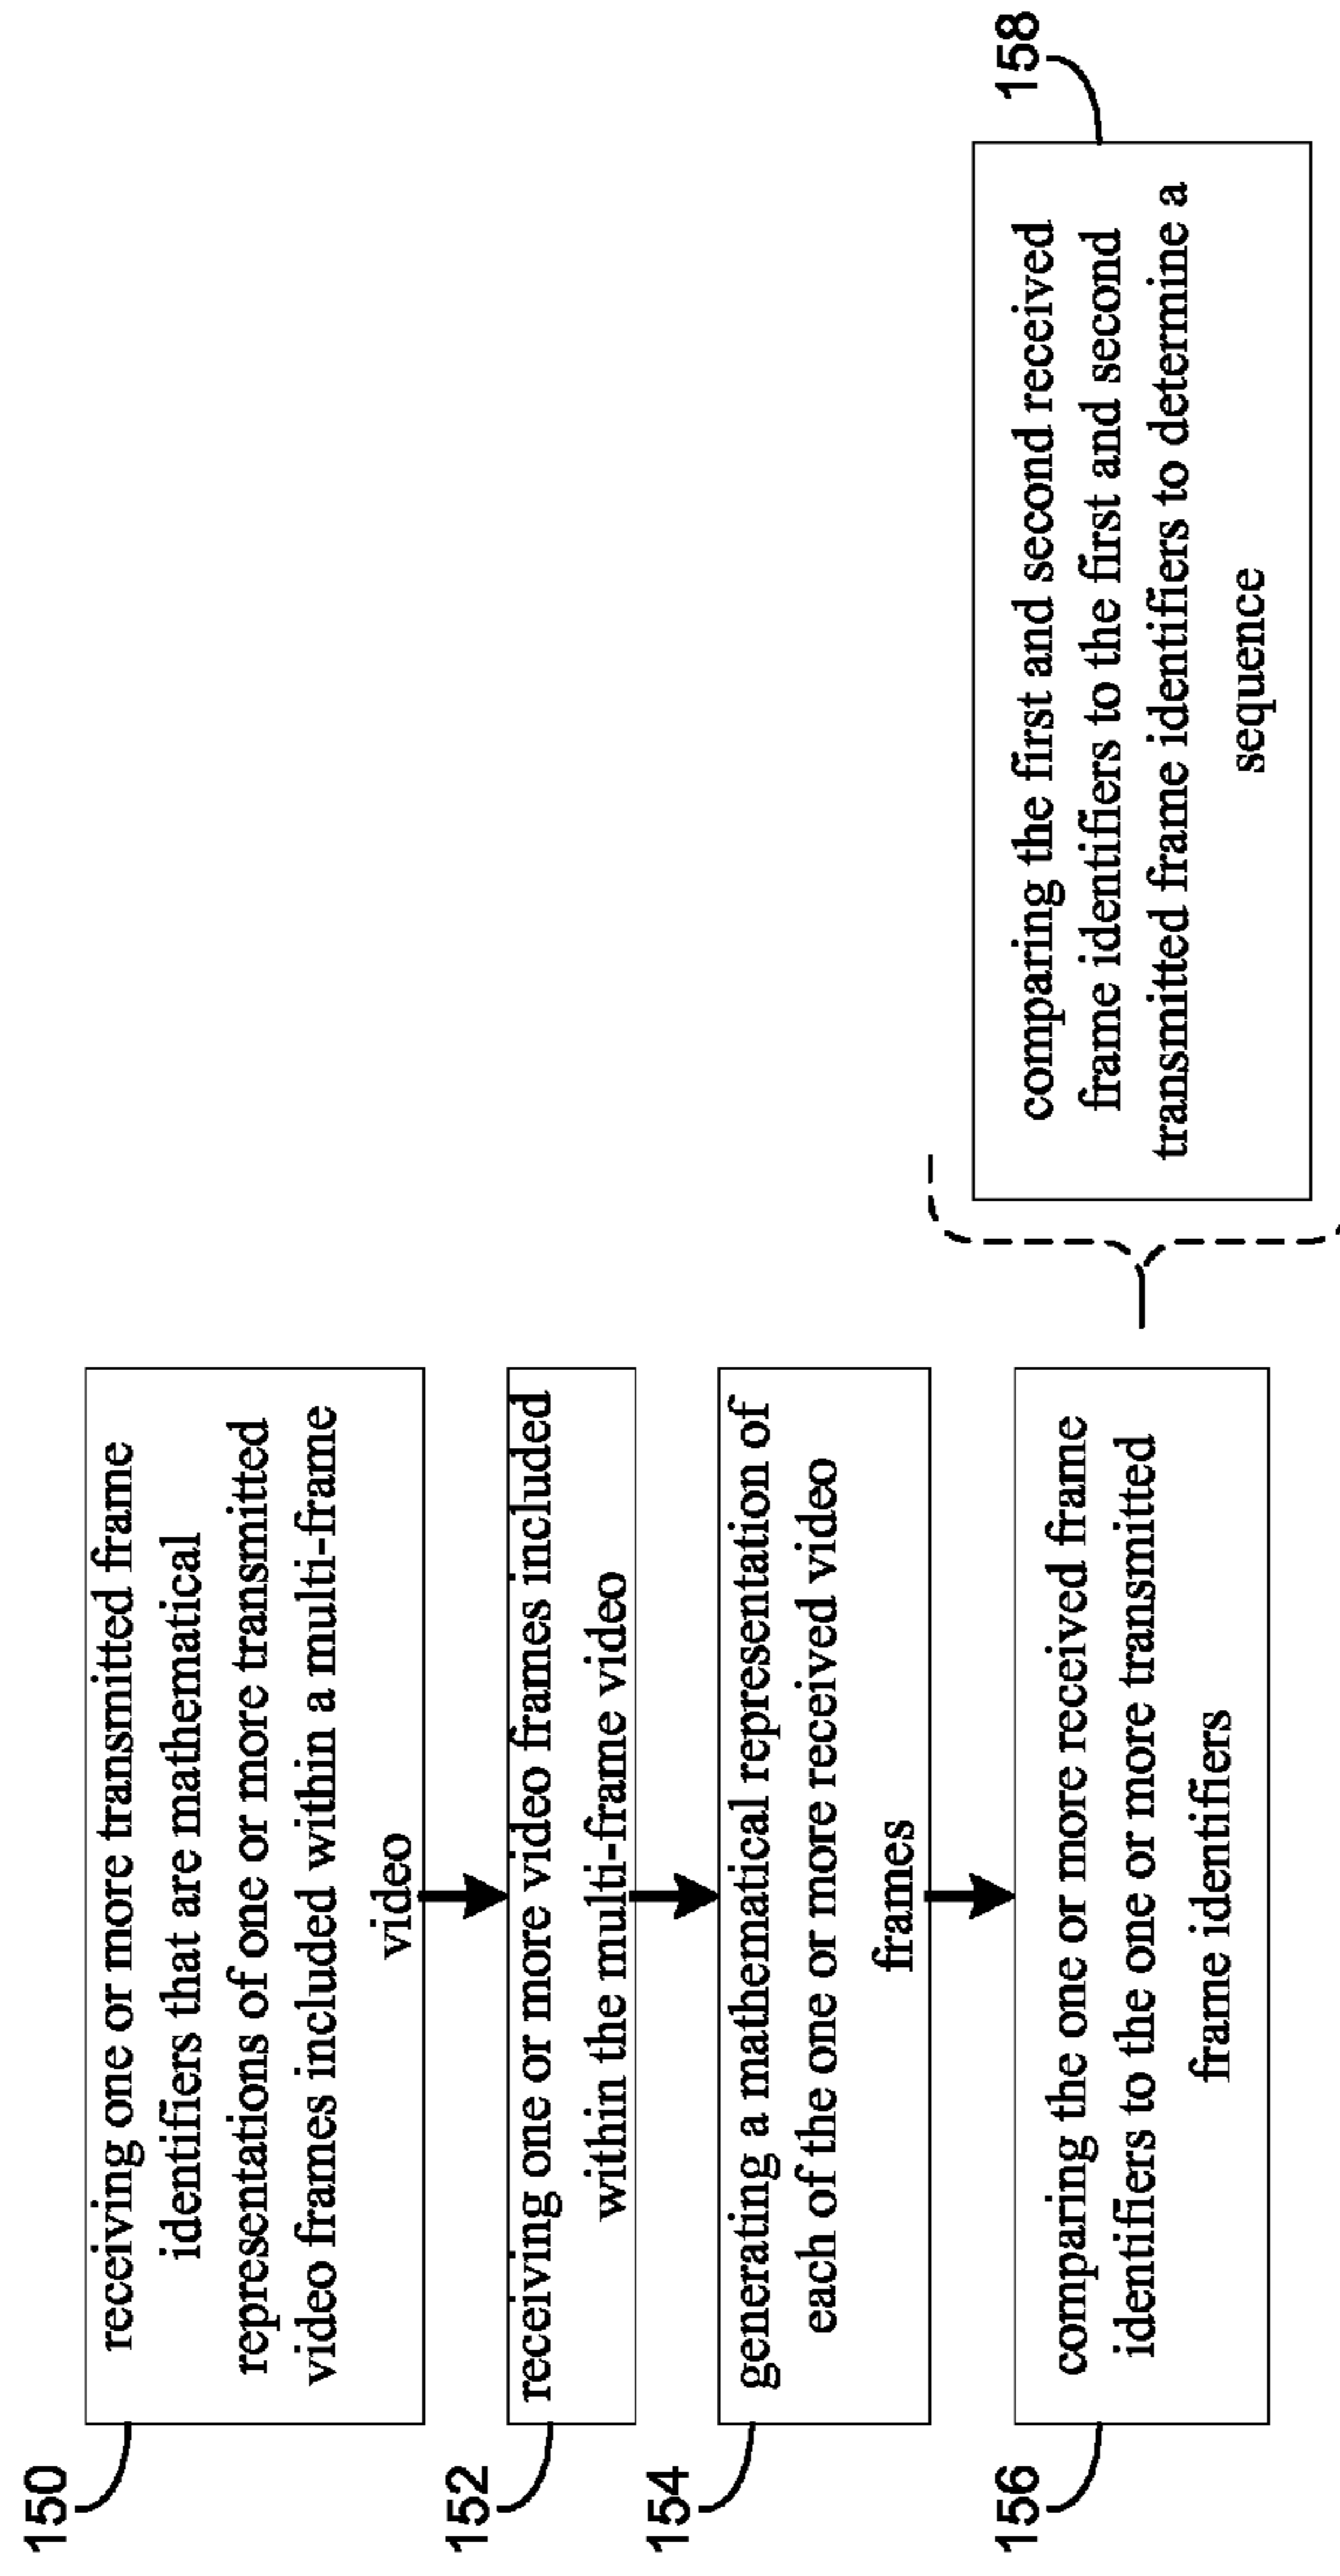 150
receiving one or more transmitted frame
identifiers that are mathematical
representations of one or more transmitted
video frames included within a multi-frame
video
152
receiving one or more video frames included
within the multi-frame video
154
generating a mathematical representation of
each of the one or more received video
frames
156
comparing the one or more received frame
identifiers to the one or more transmitted
frame identifiers
158
comparing the first and second received
frame identifiers to the first and second
transmitted frame identifiers to determine a
sequence